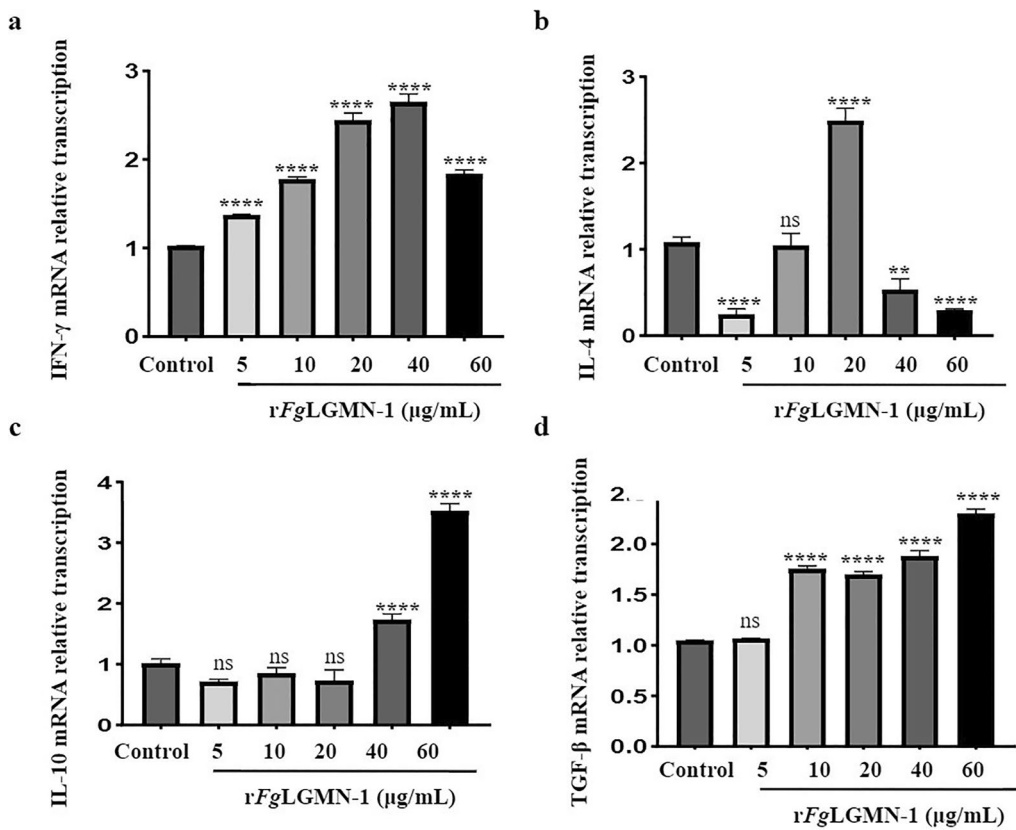 a
IFN-γ mRNA relative transcription
3
2
1
0
****
****
****
****
****
Control 5 10 20 40 60
rFgLGMN-1 (µg/mL)
b
IL-4 mRNA relative transcription
3
2
1
0
****
ns
****
**
****
Control 5 10 20 40 60
rFgLGMN-1 (µg/mL)
c
IL-10 mRNA relative transcription
4
3
2
1
0
ns
ns
ns
****
****
Control 5 10 20 40 60
rFgLGMN-1 (µg/mL)
d
TGF-β mRNA relative transcription
2.0
1.5
1.0
0.5
0.0
ns
****
****
****
****
Control 5 10 20 40 60
rFgLGMN-1 (µg/mL)